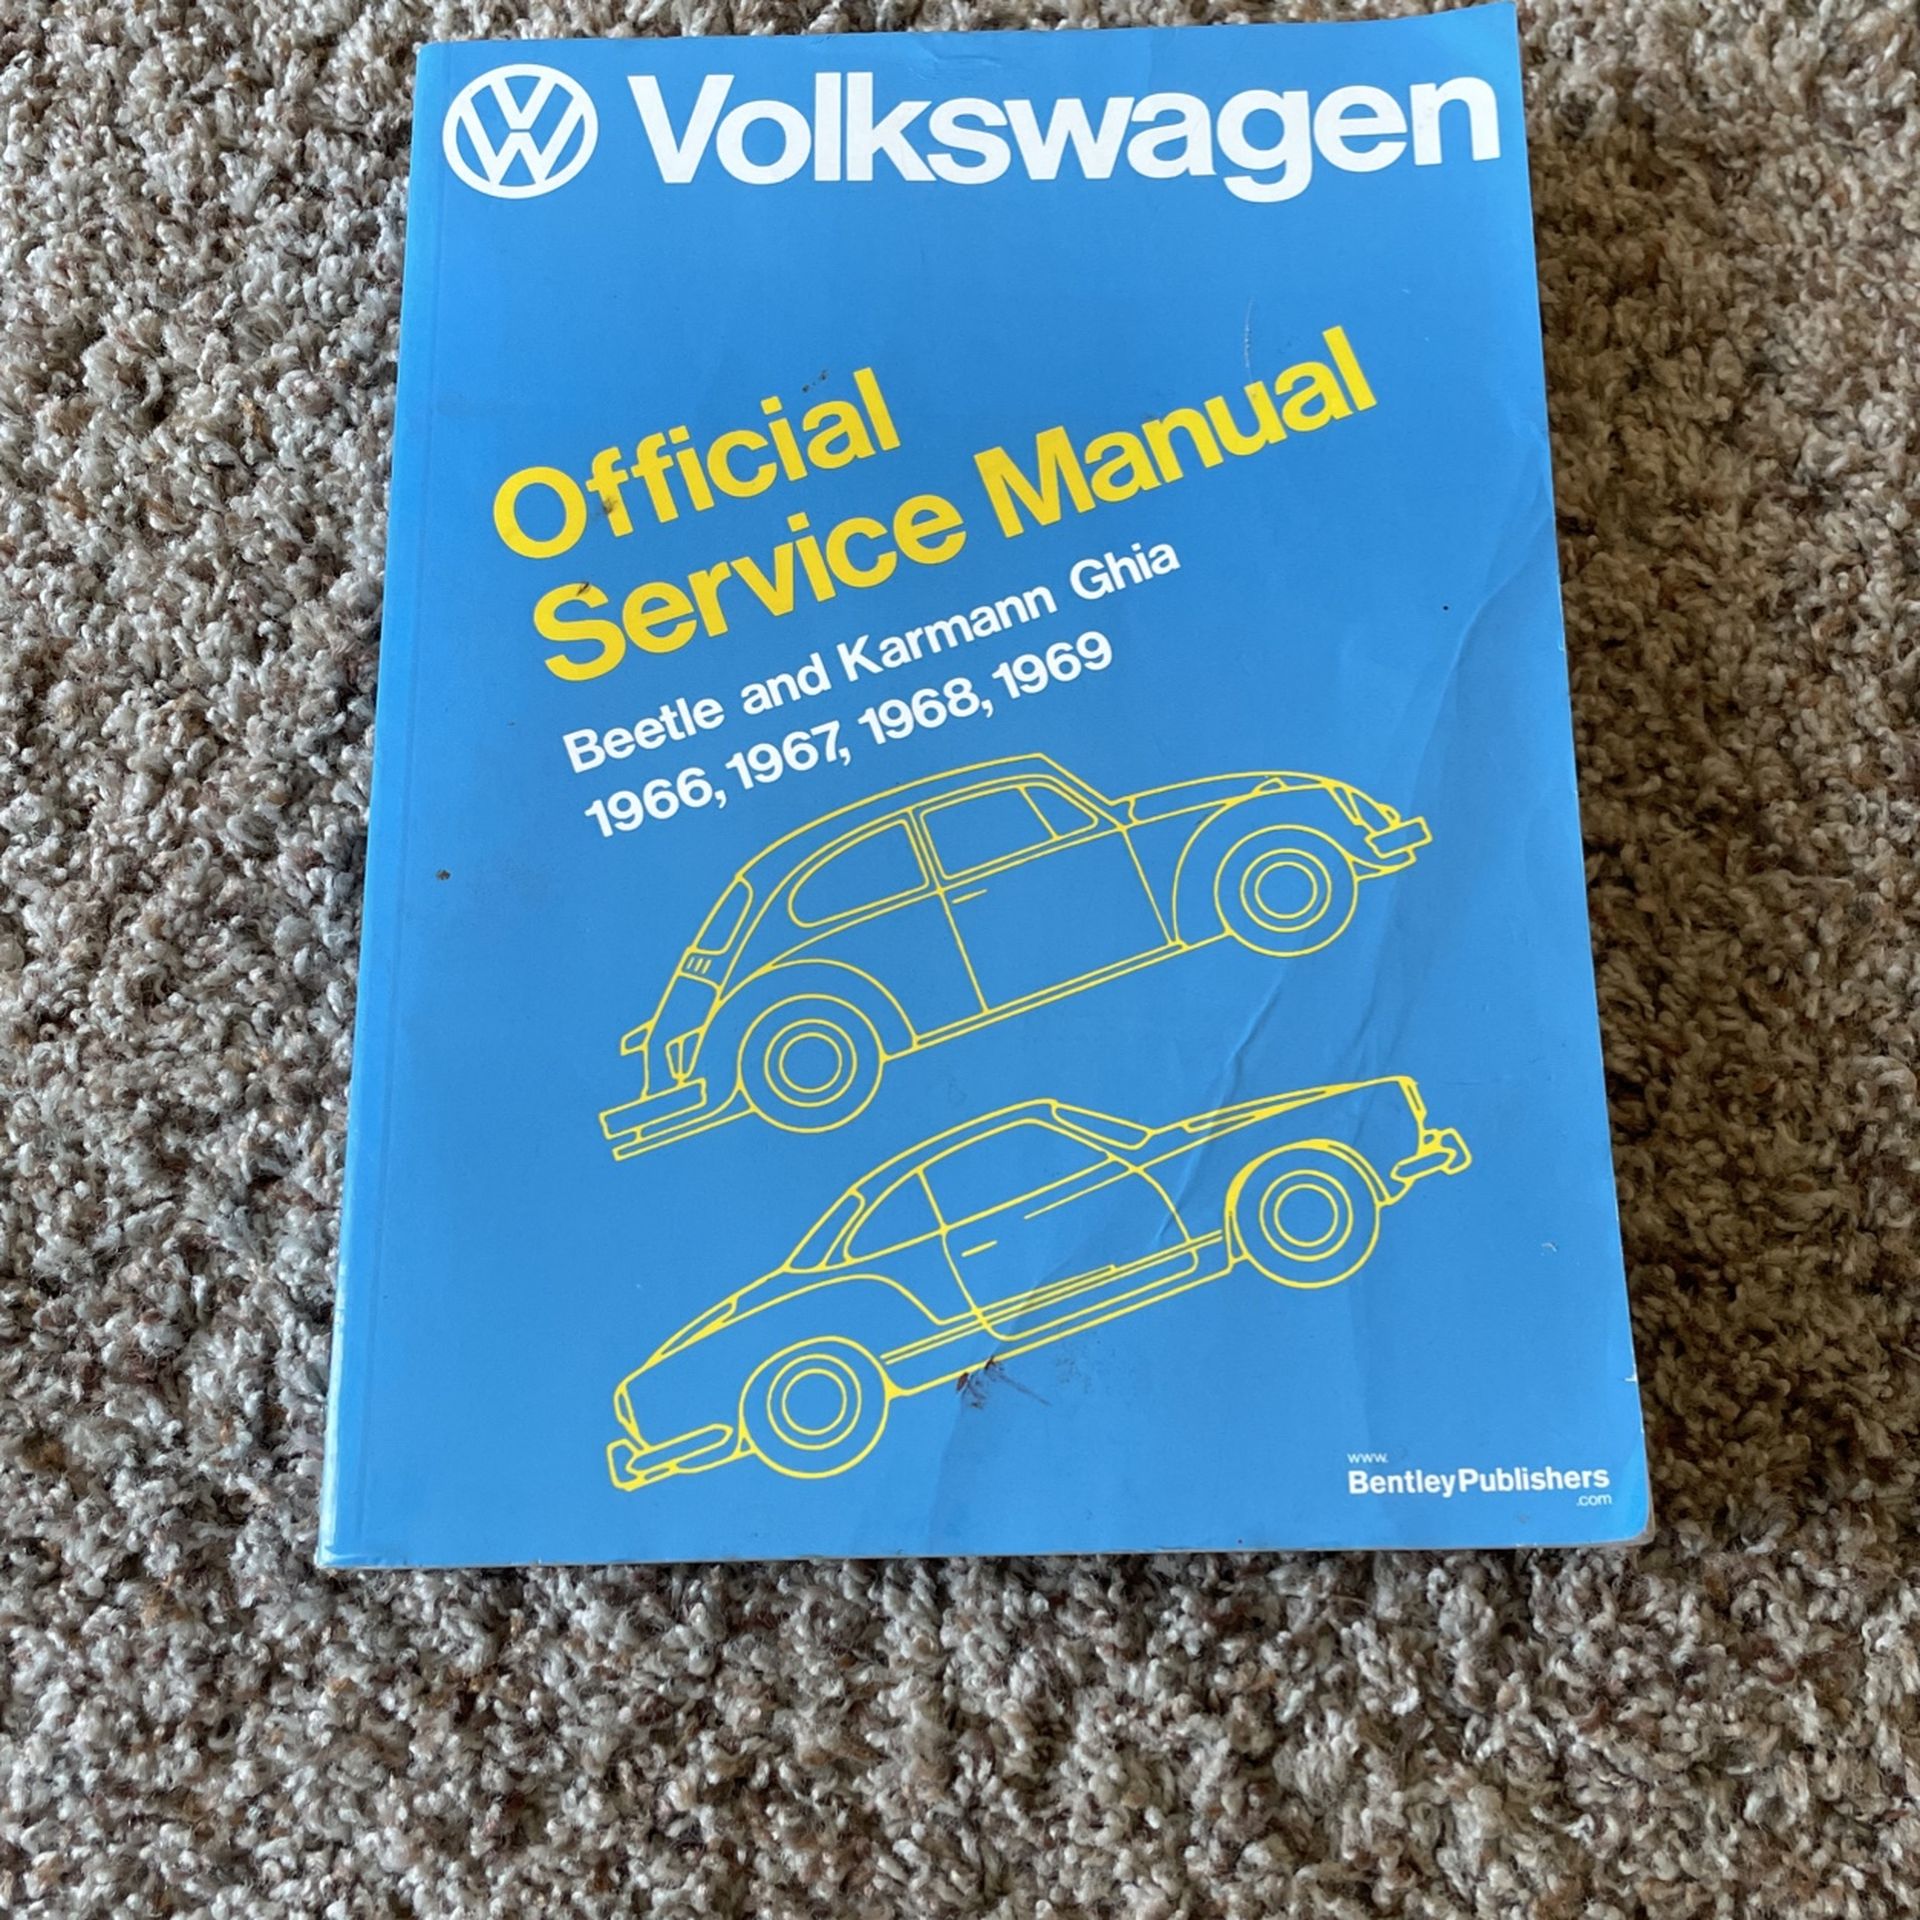 Volkswagen
Official
Service Manual
Beetle and Karmann Ghia
1966, 1967, 1968, 1969
www.
BentleyPublishers
.com